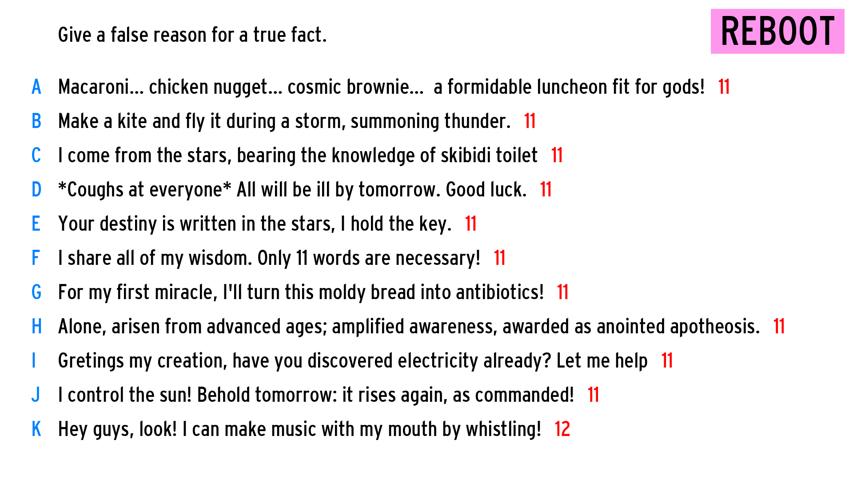 Give a false reason for a true fact.
REBOOT
A Macaroni... chicken nugget... cosmic brownie... a formidable luncheon fit for gods! 11
B Make a kite and fly it during a storm, summoning thunder. 11
C I come from the stars, bearing the knowledge of skibidi toilet 11
D *Coughs at everyone* All will be ill by tomorrow. Good luck. 11
E Your destiny is written in the stars, I hold the key. 11
F I share all of my wisdom. Only 11 words are necessary! 11
G For my first miracle, I'll turn this moldy bread into antibiotics! 11
H Alone, arisen from advanced ages; amplified awareness, awarded as anointed apotheosis. 11
I Gretings my creation, have you discovered electricity already? Let me help 11
J I control the sun! Behold tomorrow: it rises again, as commanded! 11
K Hey guys, look! I can make music with my mouth by whistling! 12